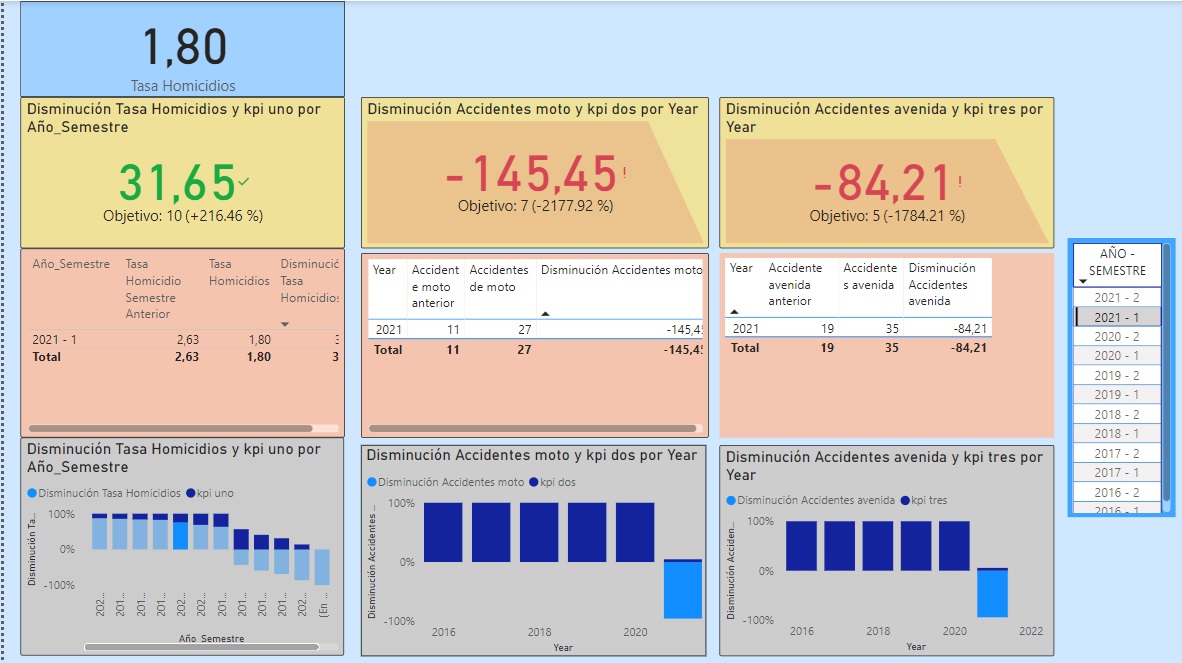 1,80
Tasa Homicidios
Disminución Tasa Homicidios y kpi uno por
Año_Semestre
31,65
Objetivo: 10 (+216.46 %)
Año_Semestre Tasa Homicidio Semestre Anterior Tasa Homicidios Disminució Tasa Homicidios
2021 - 1 2,63 1,80 3
Total 2,63 1,80 3
Disminución Tasa Homicidios y kpi uno por
Año_Semestre
Disminución Tasa Homicidios kpi uno
Disminución Ta...
100%
0%
-100%
202... 201... 201... 201... 202... 202... 201... 201... 201... 201... 202... (En ...
Año_Semestre
Disminución Accidentes moto y kpi dos por Year
-145,45!
Objetivo: 7 (-2177.92 %)
Year Accident e moto anterior Accidentes de moto Disminución Accidentes moto
2021 11 27 -145,45
Total 11 27 -145,45
Disminución Accidentes moto y kpi dos por Year
Disminución Accidentes moto kpi dos
Disminución Accidentes ...
100%
0%
-100%
2016 2018 2020
Year
Disminución Accidentes avenida y kpi tres por
Year
-84,21!
Objetivo: 5 (-1784.21 %)
Year Accidente avenida anterior Accidente s avenida Disminución Accidentes avenida
2021 19 35 -84,21
Total 19 35 -84,21
Disminución Accidentes avenida y kpi tres por
Year
Disminución Accidentes avenida kpi tres
Disminución Acciden...
100%
0%
-100%
2016 2018 2020 2022
Year
AÑO -
SEMESTRE
2021 - 2
2021 - 1
2020 - 2
2020 - 1
2019 - 2
2019 - 1
2018 - 2
2018 - 1
2017 - 2
2017 - 1
2016 - 2
2016 - 1